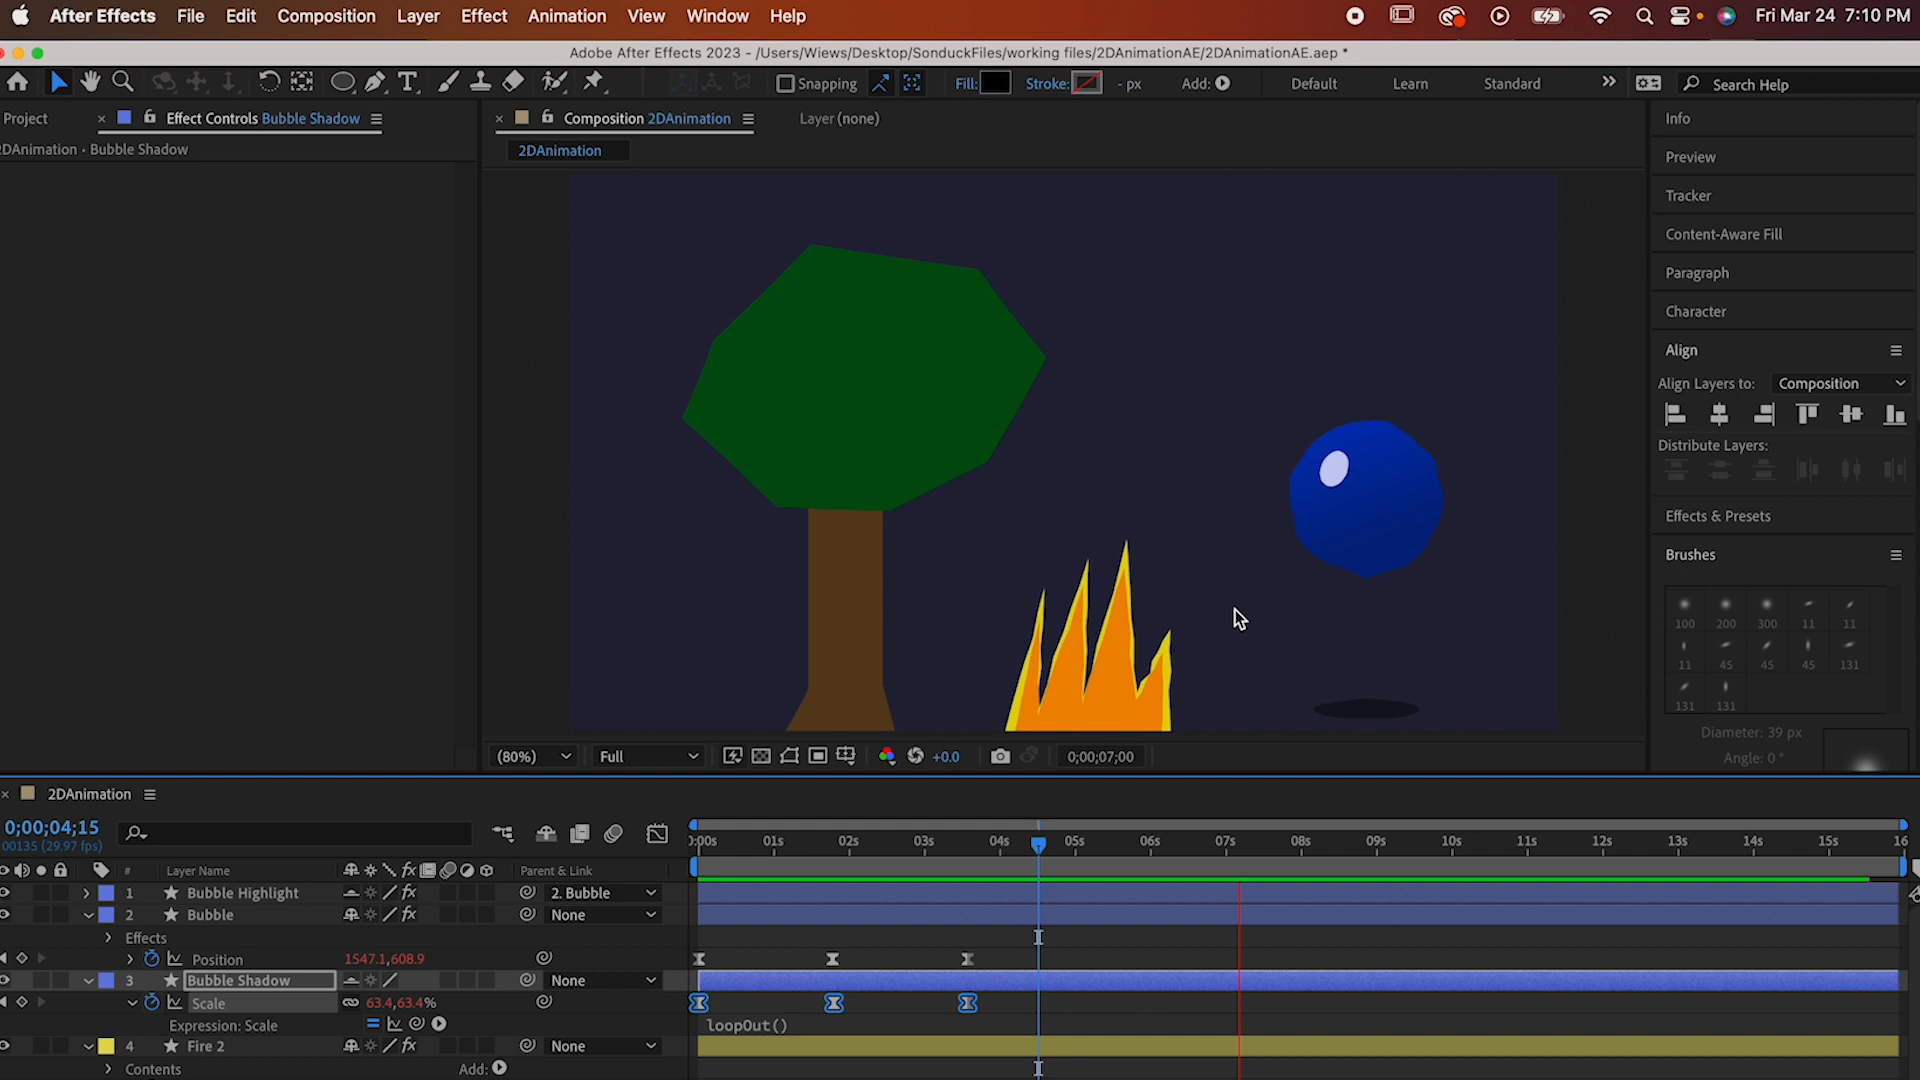 After Effects File Edit Composition Layer Effect Animation View Window Help Fri Mar 24 7:10 PM
Adobe After Effects 2023 - /Users/Wiews/Desktop/SonduckFiles/working files/2DAnimationAE/2DAnimationAE.aep *
Snapping Fill: Stroke: - px Add: Default Learn Standard Search Help
Project Effect Controls Bubble Shadow Composition 2DAnimation Layer (none) Info
2DAnimation • Bubble Shadow 2DAnimation
Preview
Tracker
Content-Aware Fill
Paragraph
Character
Align
Align Layers to: Composition
Distribute Layers:
Effects & Presets
Brushes
100 200 300 11 11
11 45 45 45 131
131 131
Diameter: 39 px
Angle: 0°
(80%) Full +0.0 0;00;07;00
2DAnimation
0;00;04;15
00135 (29.97 fps)
:00s 01s 02s 03s 04s 05s 06s 07s 08s 09s 10s 11s 12s 13s 14s 15s 16
# Layer Name fx Parent & Link
1 Bubble Highlight fx 2. Bubble
2 Bubble fx None
Effects
Position 1547.1,608.9
3 Bubble Shadow None
Scale 63.4,63.4%
Expression: Scale loopOut()
4 Fire 2 fx None
Contents Add: